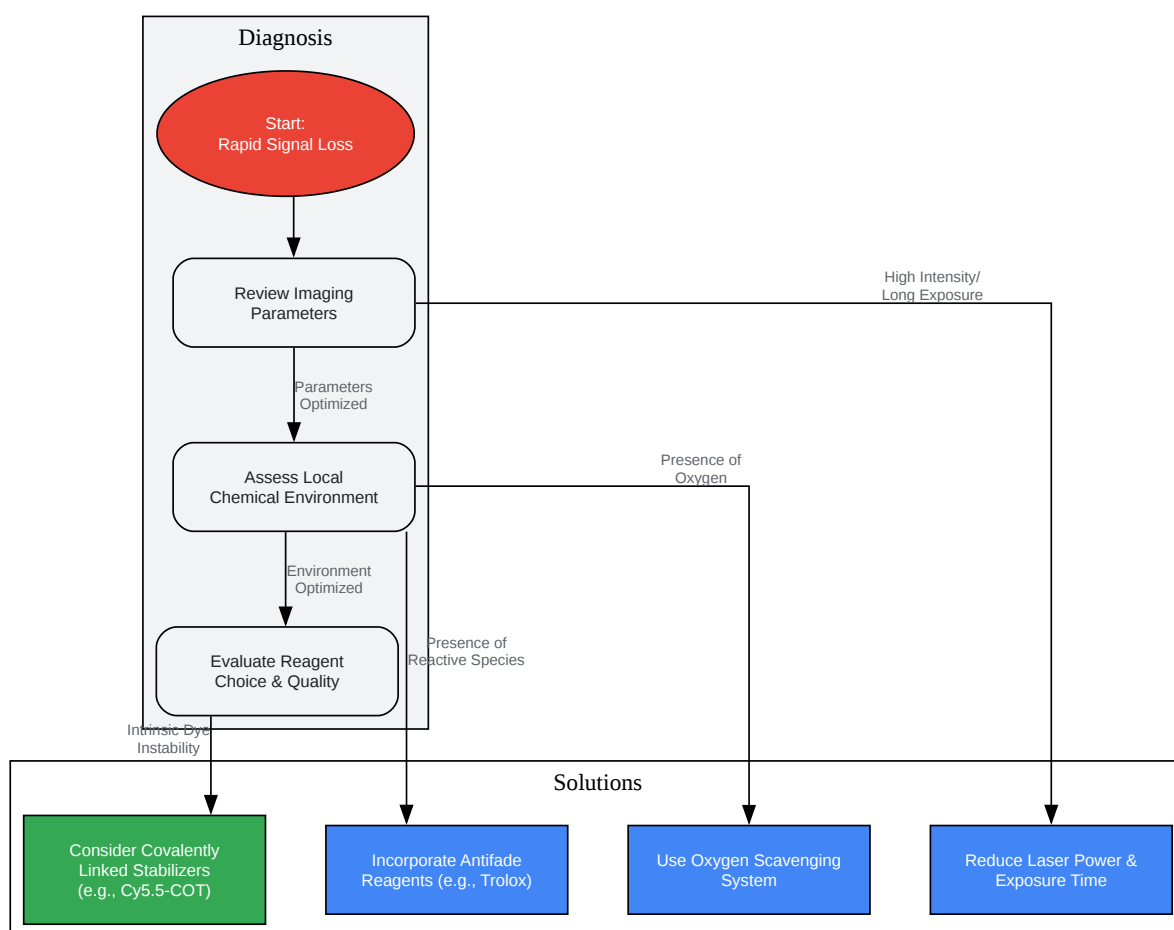 Diagnosis
Start:
Rapid Signal Loss
Review Imaging
Parameters
High Intensity/
Long Exposure
Parameters
Optimized
Assess Local
Chemical Environment
Presence of
Oxygen
Environment
Optimized
Evaluate Reagent
Choice & Quality
Presence of
Reactive Species
Intrinsic Dye
Instability
Solutions
Consider Covalently
Linked Stabilizers
(e.g., Cy5.5-COT)
Incorporate Antifade
Reagents (e.g., Trolox)
Use Oxygen Scavenging
System
Reduce Laser Power &
Exposure Time